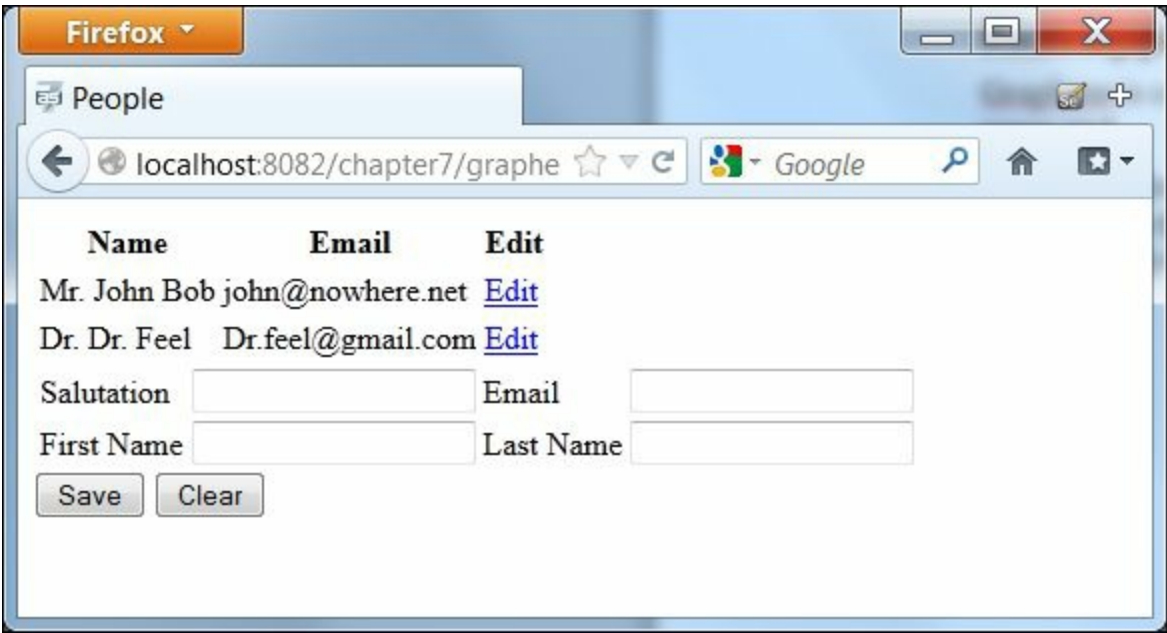 Firefox
People
localhost:8082/chapter7/graphe Google
Name Email Edit
Mr. John Bob john@nowhere.net Edit
Dr. Dr. Feel Dr.feel@gmail.com Edit
Salutation Email
First Name Last Name
Save Clear